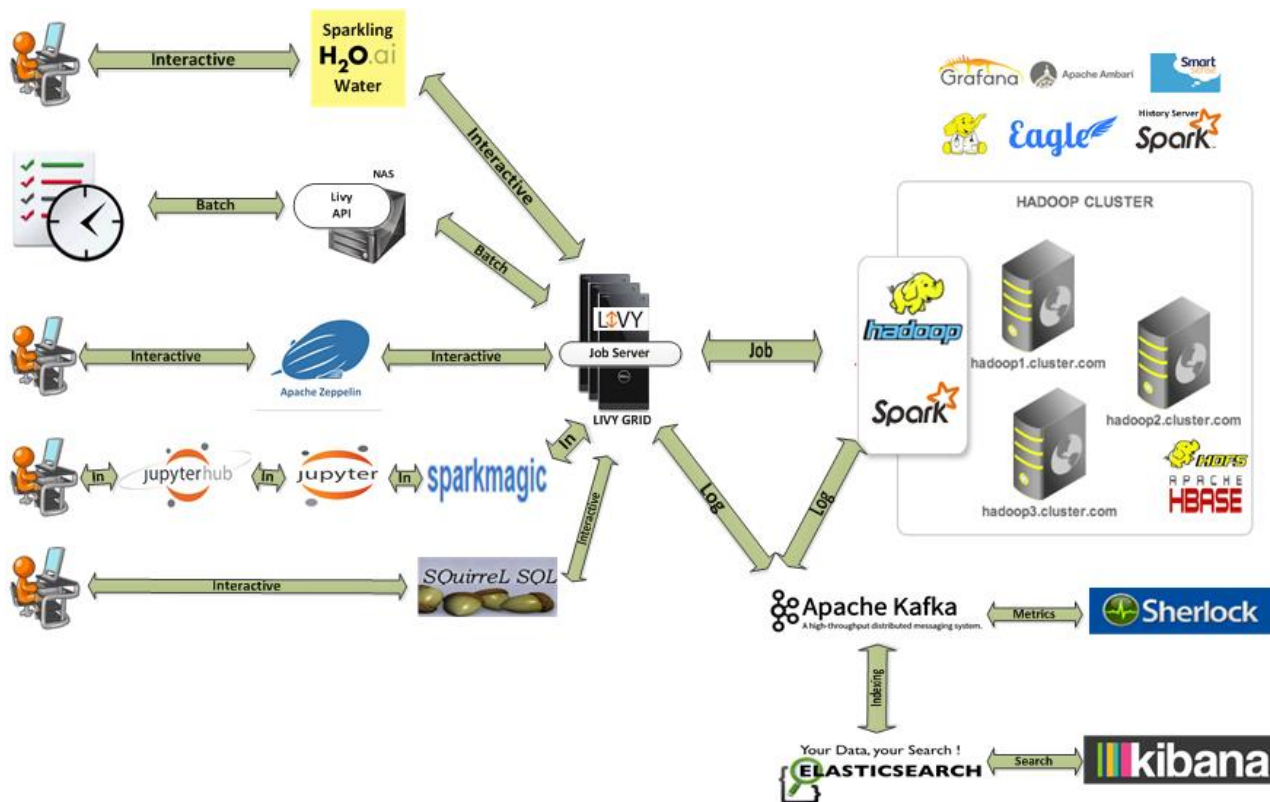 Interactive
Sparkling
H2O.ai
Water
Interactive
Batch
Livy
API
NAS
Batch
Interactive
Apache Zeppelin
Interactive
LIVY
Job Server
DELL
LIVY GRID
Job
In
jupyterhub
In
jupyter
In
sparkmagic
In
Interactive
SQuirreL SQL
Interactive
Log
Log
Grafana
Apache Ambari
Smart
Sense
Eagle
History Server
Spark
HADOOP CLUSTER
hadoop
Spark
hadoop1.cluster.com
hadoop2.cluster.com
hadoop3.cluster.com
HDFS
APACHE
HBASE
Apache Kafka
A high-throughput distributed messaging system.
Metrics
Sherlock
Indexing
Your Data, your Search !
ELASTICSEARCH
Search
kibana